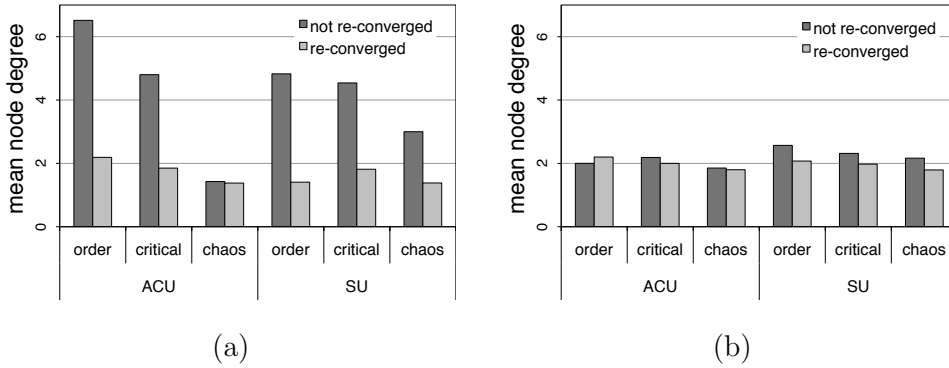 mean node degree
6
4
2
0
not re-converged
re-converged
order critical chaos order critical chaos
ACU SU
(a)
mean node degree
6
4
2
0
not re-converged
re-converged
order critical chaos order critical chaos
ACU SU
(b)